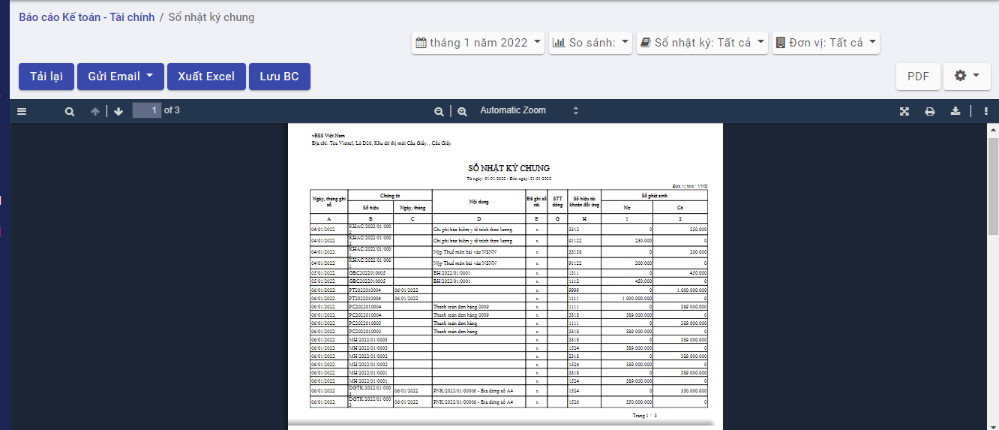 Báo cáo Kế toán - Tài chính / Sổ nhật ký chung
tháng 1 năm 2022 So sánh: Sổ nhật ký: Tất cả Đơn vị: Tất cả
Tải lại Gửi Email Xuất Excel Lưu BC PDF
1 of 3 Automatic Zoom
vESS Việt Nam
Địa chỉ: Tòa Viettel, Lô D26, Khu đô thị mới Cầu Giấy, , Cầu Giấy
SỔ NHẬT KÝ CHUNG
Từ ngày: 01/01/2022 - Đến ngày: 31/01/2022
Đơn vị tính : VND
Ngày, tháng ghi sổ Chứng từ Nội dung Đã ghi sổ cái STT dòng Số hiệu tài khoản đối ứng Số phát sinh
Số hiệu Ngày, tháng Nợ Có
A B C D E G H 1 2
04/01/2022 KHAC/2022/01/0002 Chi phí bảo hiểm y tế trích theo lương x 3312 0 250.000
04/01/2022 KHAC/2022/01/0002 Chi phí bảo hiểm y tế trích theo lương x 91122 250.000 0
04/01/2022 KHAC/2022/01/0001 Nộp Thuế môn bài vào NSNN x 33138 0 200.000
04/01/2022 KHAC/2022/01/0001 Nộp Thuế môn bài vào NSNN x 91122 200.000 0
05/01/2022 GBC2022010005 BH/2022/01/0001 x 1311 0 450.000
05/01/2022 GBC2022010005 BH/2022/01/0001 x 1112 450.000 0
06/01/2022 PT2022010004 06/01/2022 x 9999 0 1.000.000.000
06/01/2022 PT2022010004 06/01/2022 x 1111 1.000.000.000 0
06/01/2022 PC2022010004 Thanh toán đơn hàng 0009 x 1111 0 389.000.000
06/01/2022 PC2022010004 Thanh toán đơn hàng 0009 x 3318 389.000.000 0
06/01/2022 PC2022010003 Thanh toán đơn hàng x 1111 0 389.000.000
06/01/2022 PC2022010003 Thanh toán đơn hàng x 3318 389.000.000 0
06/01/2022 MH/2022/01/0003 x 3318 0 389.000.000
06/01/2022 MH/2022/01/0003 x 1524 389.000.000 0
06/01/2022 MH/2022/01/0002 x 3318 0 389.000.000
06/01/2022 MH/2022/01/0002 x 1524 389.000.000 0
06/01/2022 MH/2022/01/0001 x 3318 0 389.000.000
06/01/2022 MH/2022/01/0001 x 1524 389.000.000 0
06/01/2022 DGTK/2022/01/0003 06/01/2022 PNK/2022/01/00006 - Bìa đóng sổ A4 x 1524 0 350.000.000
06/01/2022 DGTK/2022/01/0003 06/01/2022 PNK/2022/01/00006 - Bìa đóng sổ A4 x 1526 350.000.000 0
Trang 1 / 3